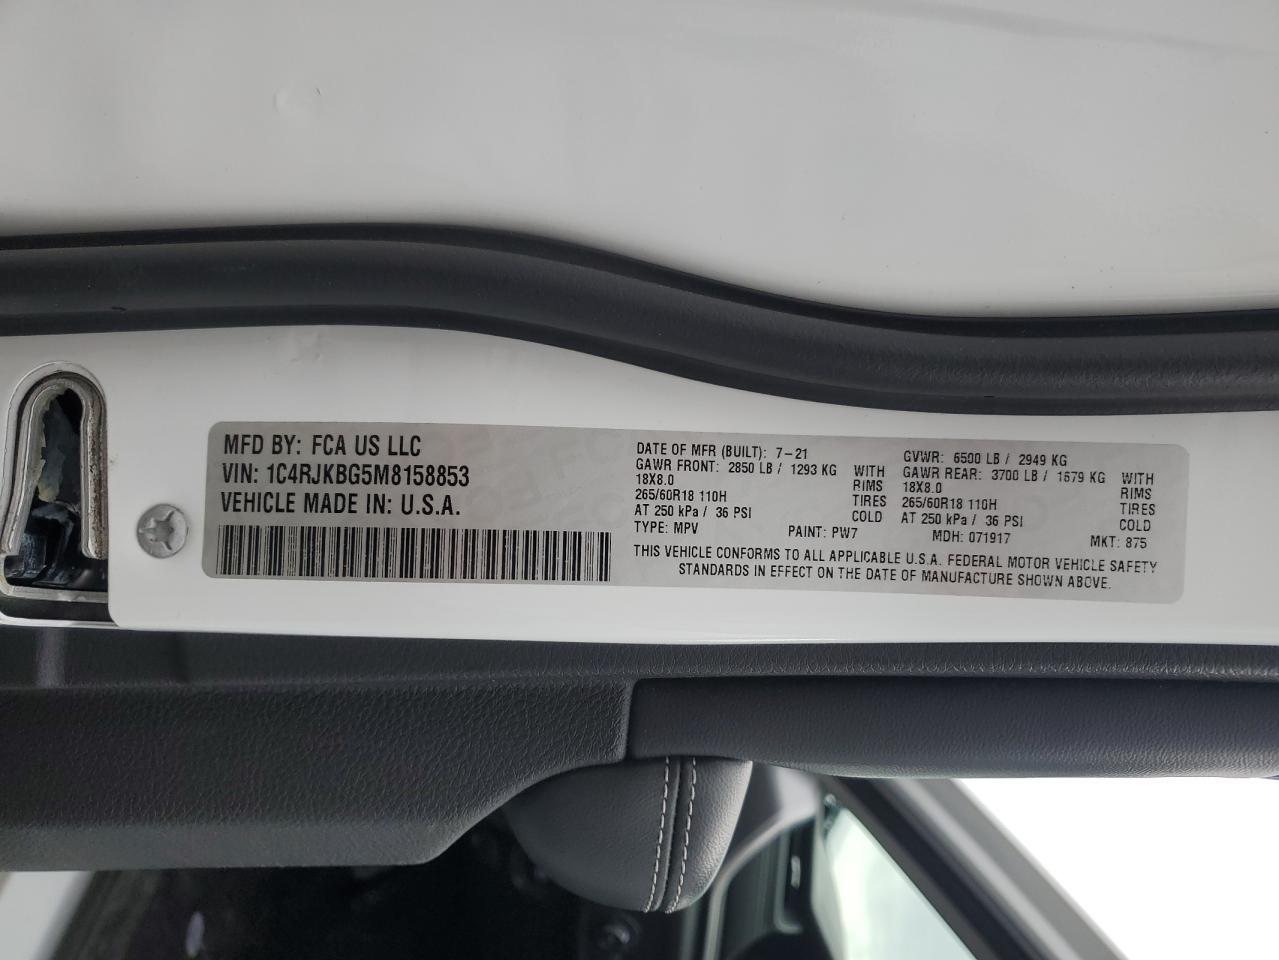 MFD BY: FCA US LLC
VIN: 1C4RJKBG5M8158853
VEHICLE MADE IN: U.S.A.
DATE OF MFR (BUILT): 7-21
GAWR FRONT: 2850 LB / 1293 KG WITH
18X8.0 RIMS
265/60R18 110H TIRES
AT 250 kPa / 36 PSI COLD
TYPE: MPV PAINT: PW7
GVWR: 6500 LB / 2949 KG
GAWR REAR: 3700 LB / 1679 KG WITH
18X8.0 RIMS
265/60R18 110H TIRES
AT 250 kPa / 36 PSI COLD
MDH: 071917 MKT: 875
THIS VEHICLE CONFORMS TO ALL APPLICABLE U.S.A. FEDERAL MOTOR VEHICLE SAFETY
STANDARDS IN EFFECT ON THE DATE OF MANUFACTURE SHOWN ABOVE.